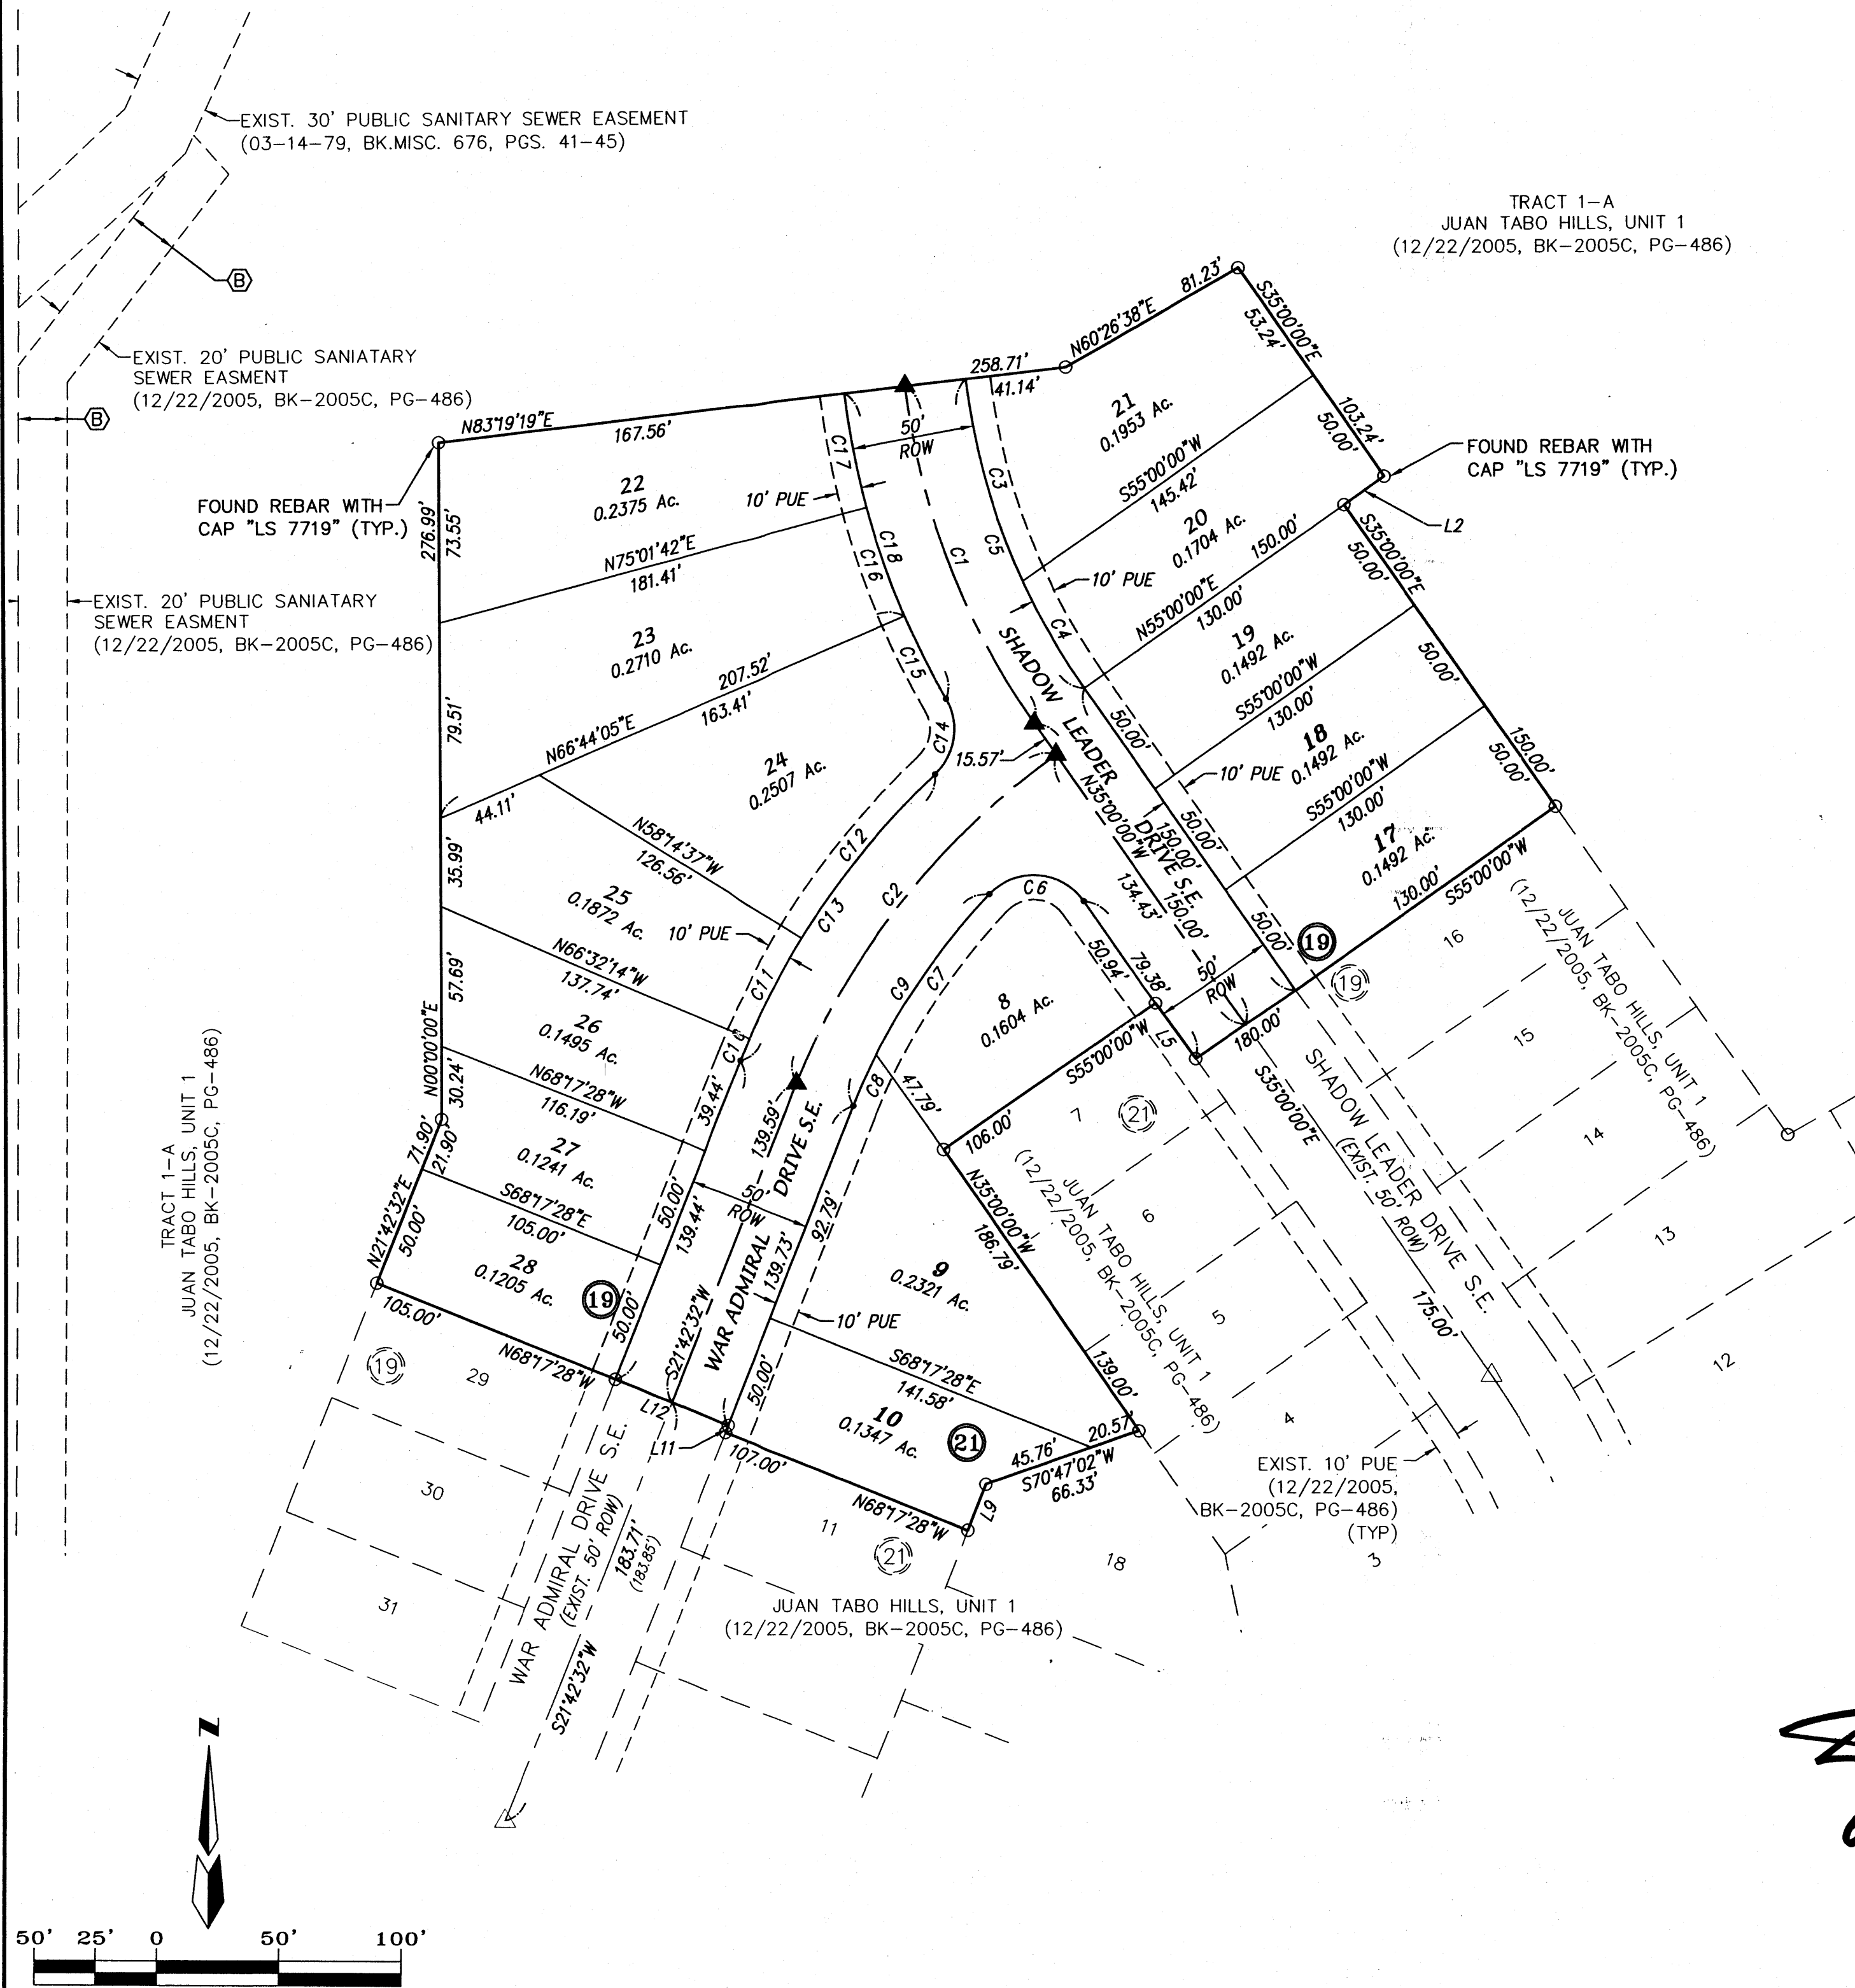 EXIST. 30' PUBLIC SANITARY SEWER EASEMENT
(03-14-79, BK.MISC. 676, PGS. 41-45)
B
EXIST. 20' PUBLIC SANIATARY
SEWER EASMENT
(12/22/2005, BK-2005C, PG-486)
B
TRACT 1-A
JUAN TABO HILLS, UNIT 1
(12/22/2005, BK-2005C, PG-486)
N83°19'19"E
167.56'
258.71'
41.14'
N60°26'38"E
81.23'
S35°00'00"E
53.24'
103.24'
50.00'
FOUND REBAR WITH
CAP "LS 7719" (TYP.)
L2
FOUND REBAR WITH
CAP "LS 7719" (TYP.)
276.99'
73.55'
22
0.2375 Ac.
10' PUE
C17
50'
ROW
C3
21
0.1953 Ac.
S55°00'00"W
145.42'
20
0.1704 Ac.
150.00'
N75°01'42"E
181.41'
C18
C16
C1
C5
10' PUE
N55°00'00"E
130.00'
S35°00'00"E
50.00'
EXIST. 20' PUBLIC SANIATARY
SEWER EASMENT
(12/22/2005, BK-2005C, PG-486)
23
0.2710 Ac.
C15
C4
19
0.1492 Ac.
S55°00'00"W
130.00'
50.00'
79.51'
N66°44'05"E
207.52'
163.41'
44.11'
C14
15.57'
SHADOW LEADER DRIVE S.E.
50.00'
18
0.1492 Ac.
10' PUE
S55°00'00"W
130.00'
150.00'
50.00'
24
0.2507 Ac.
N58°14'37"W
126.56'
C12
N35°00'00"W
134.43'
150.00'
150.00'
50.00'
17
0.1492 Ac.
130.00'
S55°00'00"W
35.99'
25
0.1872 Ac.
10' PUE
C13
C2
C6
50.00'
19
16
19
JUAN TABO HILLS, UNIT 1
(12/22/2005, BK-2005C, PG-486)
N66°32'14"W
137.74'
C11
C9
C7
50.94'
79.38'
50'
ROW
57.69'
N00°00'00"E
26
0.1495 Ac.
C10
8
0.1604 Ac.
S55°00'00"W
106.00'
L5
180.00'
15
30.24'
N68°17'28"W
116.19'
39.44'
139.59'
C8
47.79'
7
21
S35°00'00"E
SHADOW LEADER DRIVE S.E.
(EXIST. 50' ROW)
175.00'
14
71.90'
21.90'
N21°42'32"E
50.00'
27
0.1241 Ac.
S68°17'28"E
105.00'
50.00'
139.44'
50'
ROW
WAR ADMIRAL DRIVE S.E.
139.73'
92.79'
N35°00'00"W
186.79'
JUAN TABO HILLS, UNIT 1
(12/22/2005, BK-2005C, PG-486)
6
13
TRACT 1-A
JUAN TABO HILLS, UNIT 1
(12/22/2005, BK-2005C, PG-486)
28
0.1205 Ac.
19
50.00'
S21°42'32"W
9
0.2321 Ac.
10' PUE
5
12
105.00'
N68°17'28"W
S68°17'28"E
141.58'
139.00'
19
29
L12
L11
50.00'
10
0.1347 Ac.
21
107.00'
45.76'
20.57'
S70°47'02"W
66.33'
4
EXIST. 10' PUE
(12/22/2005,
BK-2005C, PG-486)
(TYP)
3
30
WAR ADMIRAL DRIVE S.E.
(EXIST. 50' ROW)
183.71'
(183.85')
N68°17'28"W
L9
11
21
18
31
JUAN TABO HILLS, UNIT 1
(12/22/2005, BK-2005C, PG-486)
S21°42'32"W
N
50' 25' 0 50' 100'